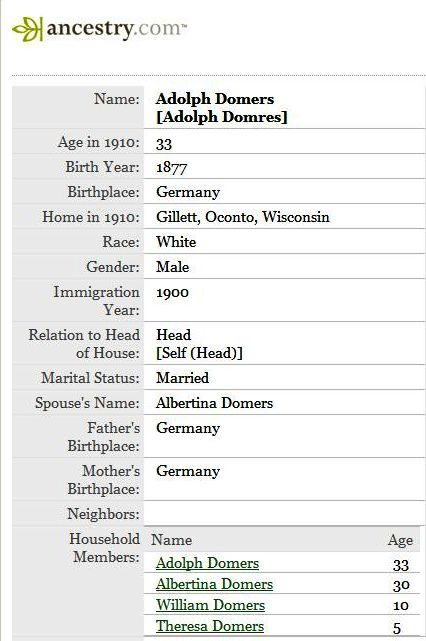 ancestry.com™
Name: Adolph Domers
[Adolph Domres]
Age in 1910: 33
Birth Year: 1877
Birthplace: Germany
Home in 1910: Gillett, Oconto, Wisconsin
Race: White
Gender: Male
Immigration Year: 1900
Relation to Head of House: Head
[Self (Head)]
Marital Status: Married
Spouse's Name: Albertina Domers
Father's Birthplace: Germany
Mother's Birthplace: Germany
Neighbors:
Household Members: Name Age
Adolph Domers 33
Albertina Domers 30
William Domers 10
Theresa Domers 5